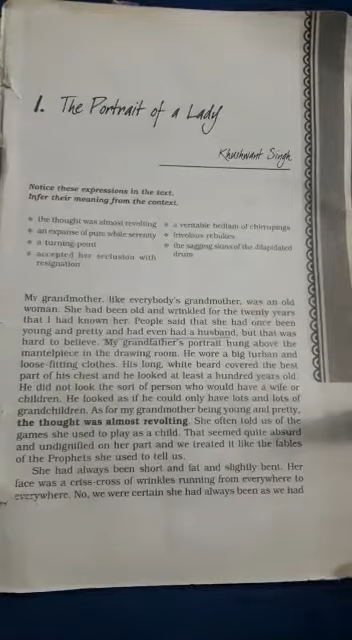 1. The Portrait of a Lady
Khushwant Singh
Notice these expressions in the text.
Infer their meaning from the context.
• the thought was almost revolting
• an expanse of pure white serenity
• a turning-point
• accepted her seclusion with
resignation
• a veritable bedlam of chirrupings
• frivolous rebukes
• the sagging skins of the dilapidated
drum
My grandmother, like everybody's grandmother, was an old
woman. She had been old and wrinkled for the twenty years
that I had known her. People said that she had once been
young and pretty and had even had a husband, but that was
hard to believe. My grandfather's portrait hung above the
mantelpiece in the drawing room. He wore a big turban and
loose-fitting clothes. His long, white beard covered the best
part of his chest and he looked at least a hundred years old.
He did not look the sort of person who would have a wife or
children. He looked as if he could only have lots and lots of
grandchildren. As for my grandmother being young and pretty,
the thought was almost revolting. She often told us of the
games she used to play as a child. That seemed quite absurd
and undignified on her part and we treated it like the fables
of the Prophets she used to tell us.
She had always been short and fat and slightly bent. Her
face was a criss-cross of wrinkles running from everywhere to
everywhere. No, we were certain she had always been as we had